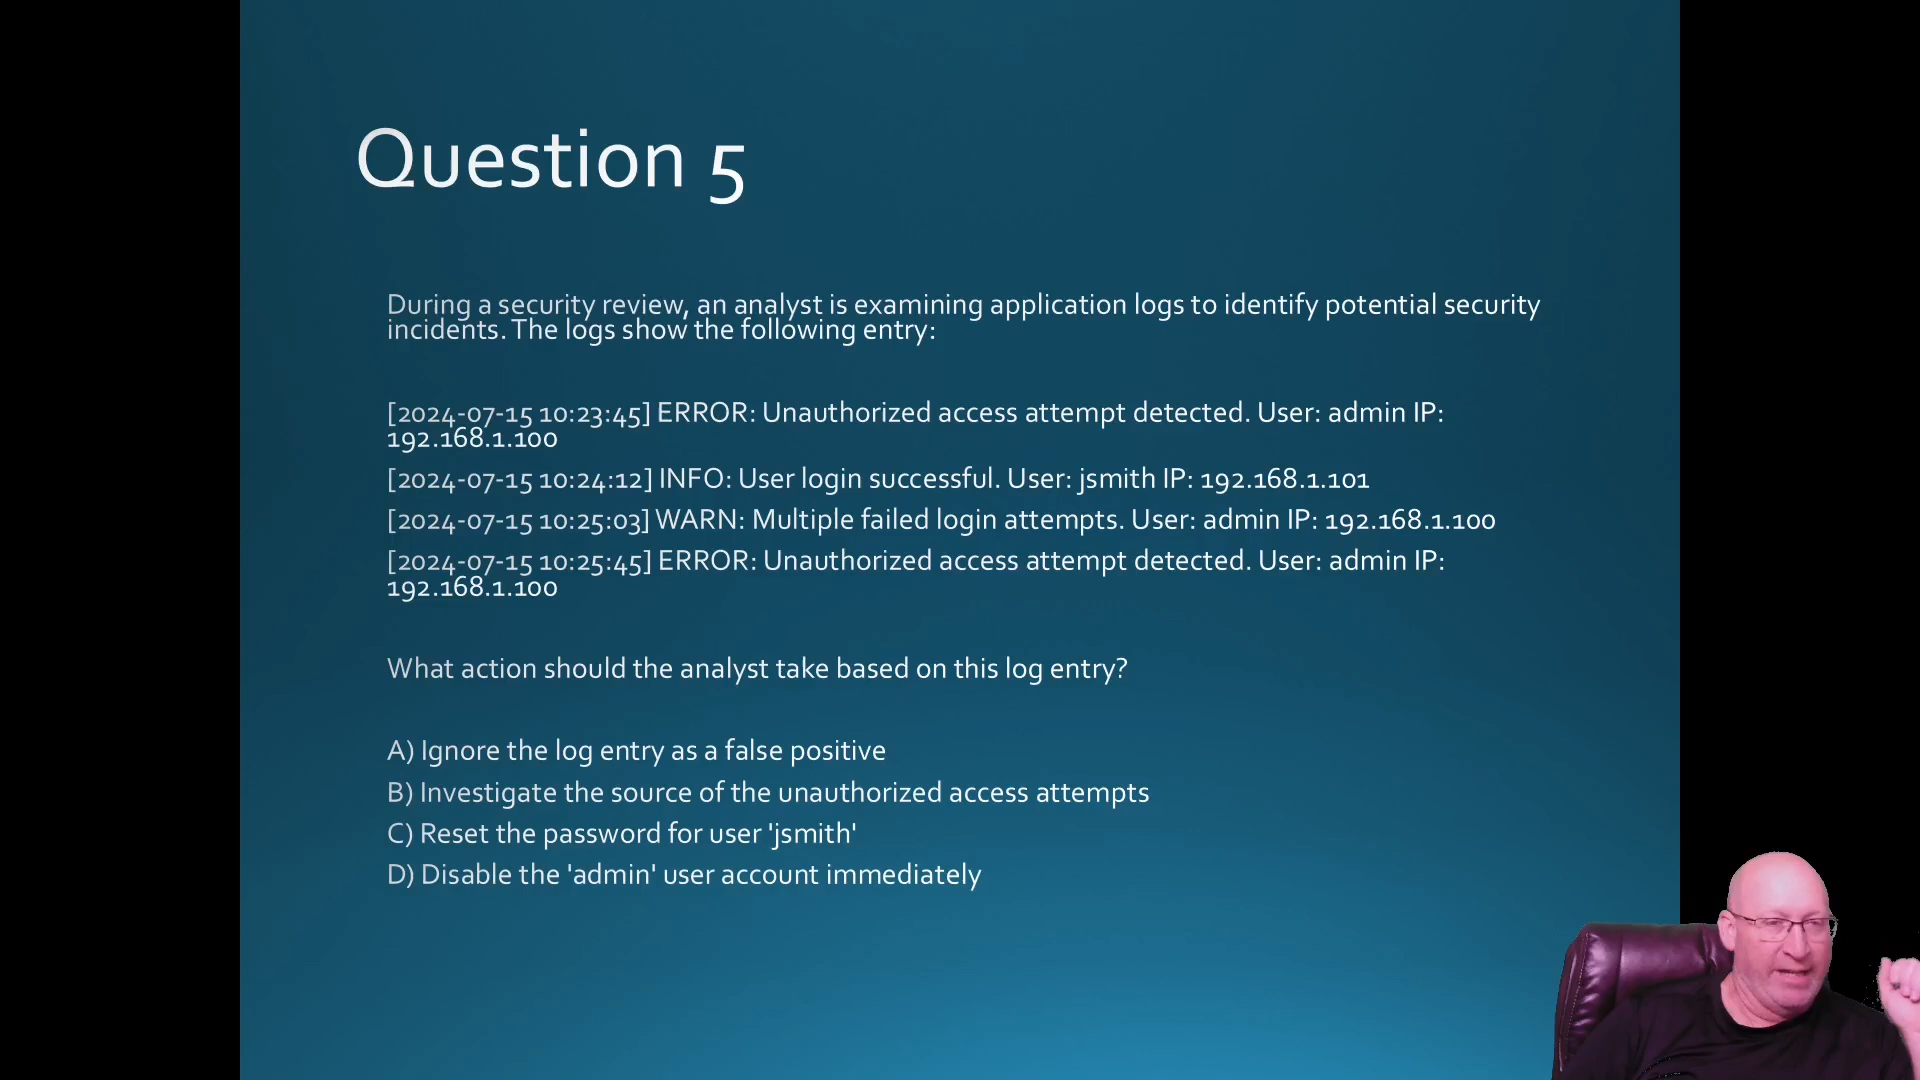 Question 5
During a security review, an analyst is examining application logs to identify potential security
incidents. The logs show the following entry:
[2024-07-15 10:23:45] ERROR: Unauthorized access attempt detected. User: admin IP:
192.168.1.100
[2024-07-15 10:24:12] INFO: User login successful. User: jsmith IP: 192.168.1.101
[2024-07-15 10:25:03] WARN: Multiple failed login attempts. User: admin IP: 192.168.1.100
[2024-07-15 10:25:45] ERROR: Unauthorized access attempt detected. User: admin IP:
192.168.1.100
What action should the analyst take based on this log entry?
A) Ignore the log entry as a false positive
B) Investigate the source of the unauthorized access attempts
C) Reset the password for user 'jsmith'
D) Disable the 'admin' user account immediately